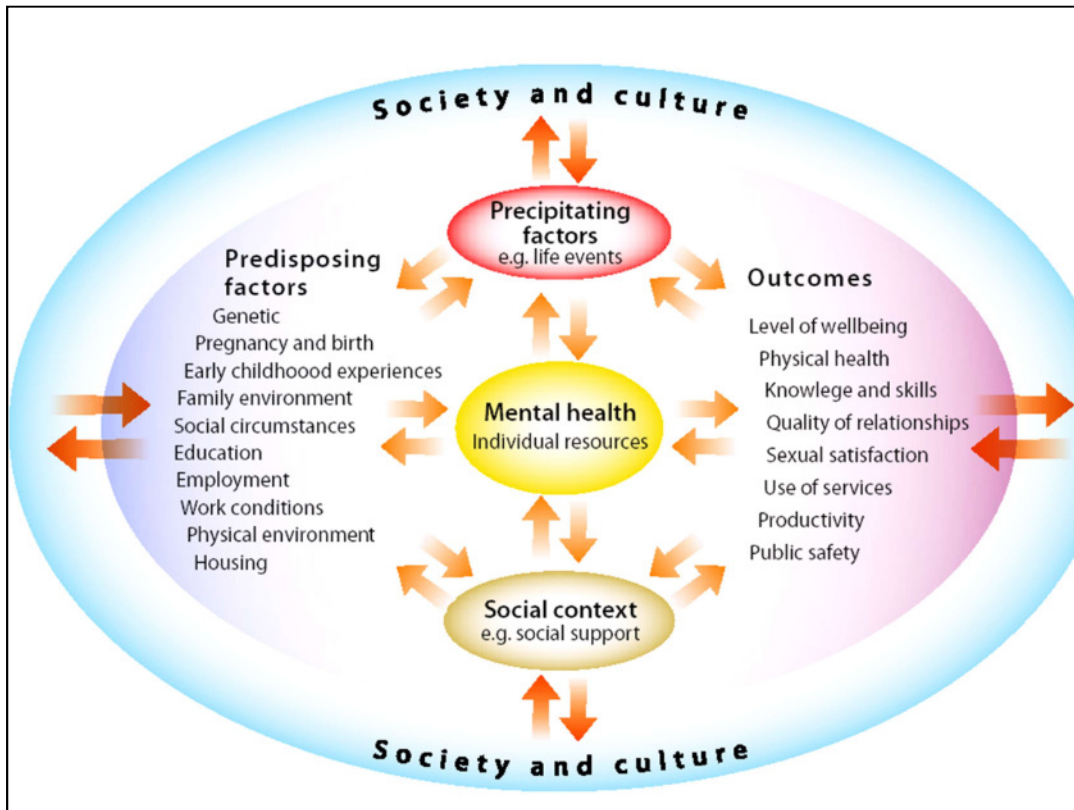 Society and culture
Precipitating
factors
e.g. life events
Predisposing
factors
Genetic
Pregnancy and birth
Early childhoood experiences
Family environment
Social circumstances
Education
Employment
Work conditions
Physical environment
Housing
Mental health
Individual resources
Outcomes
Level of wellbeing
Physical health
Knowlege and skills
Quality of relationships
Sexual satisfaction
Use of services
Productivity
Public safety
Social context
e.g. social support
Society and culture